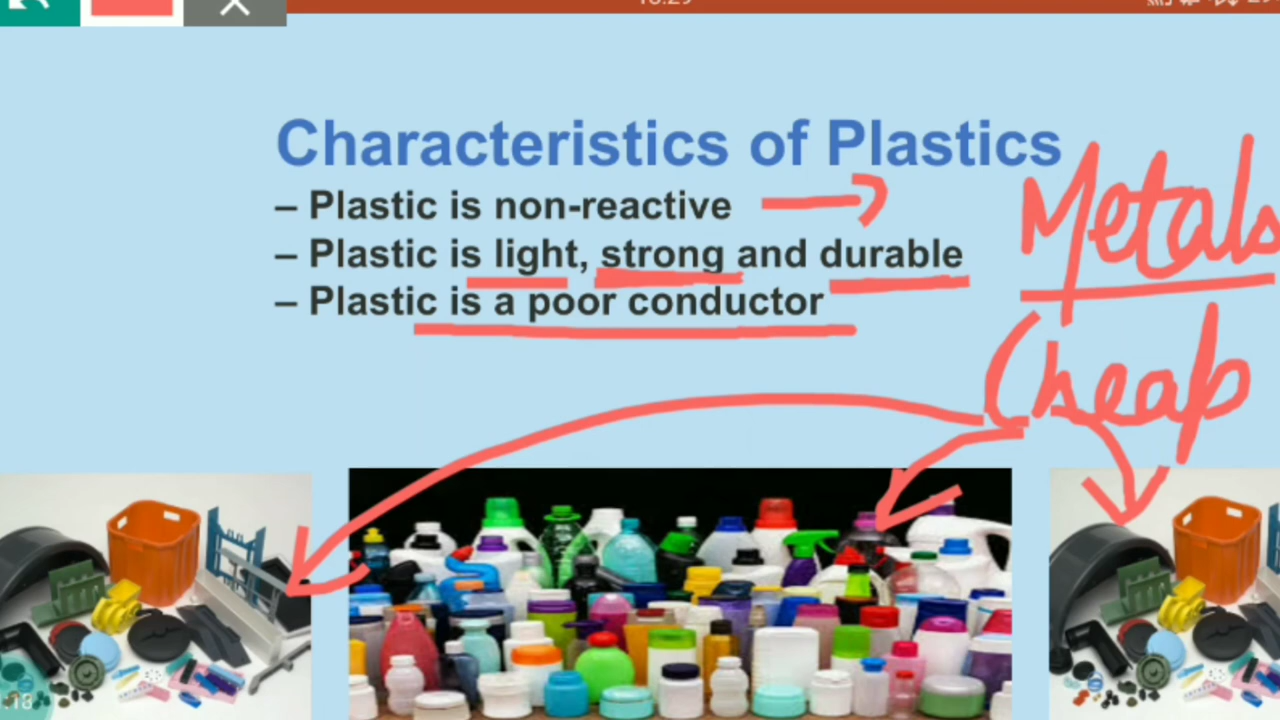 Characteristics of Plastics
– Plastic is non-reactive
– Plastic is light, strong and durable
– Plastic is a poor conductor
Metals
Cheap
18